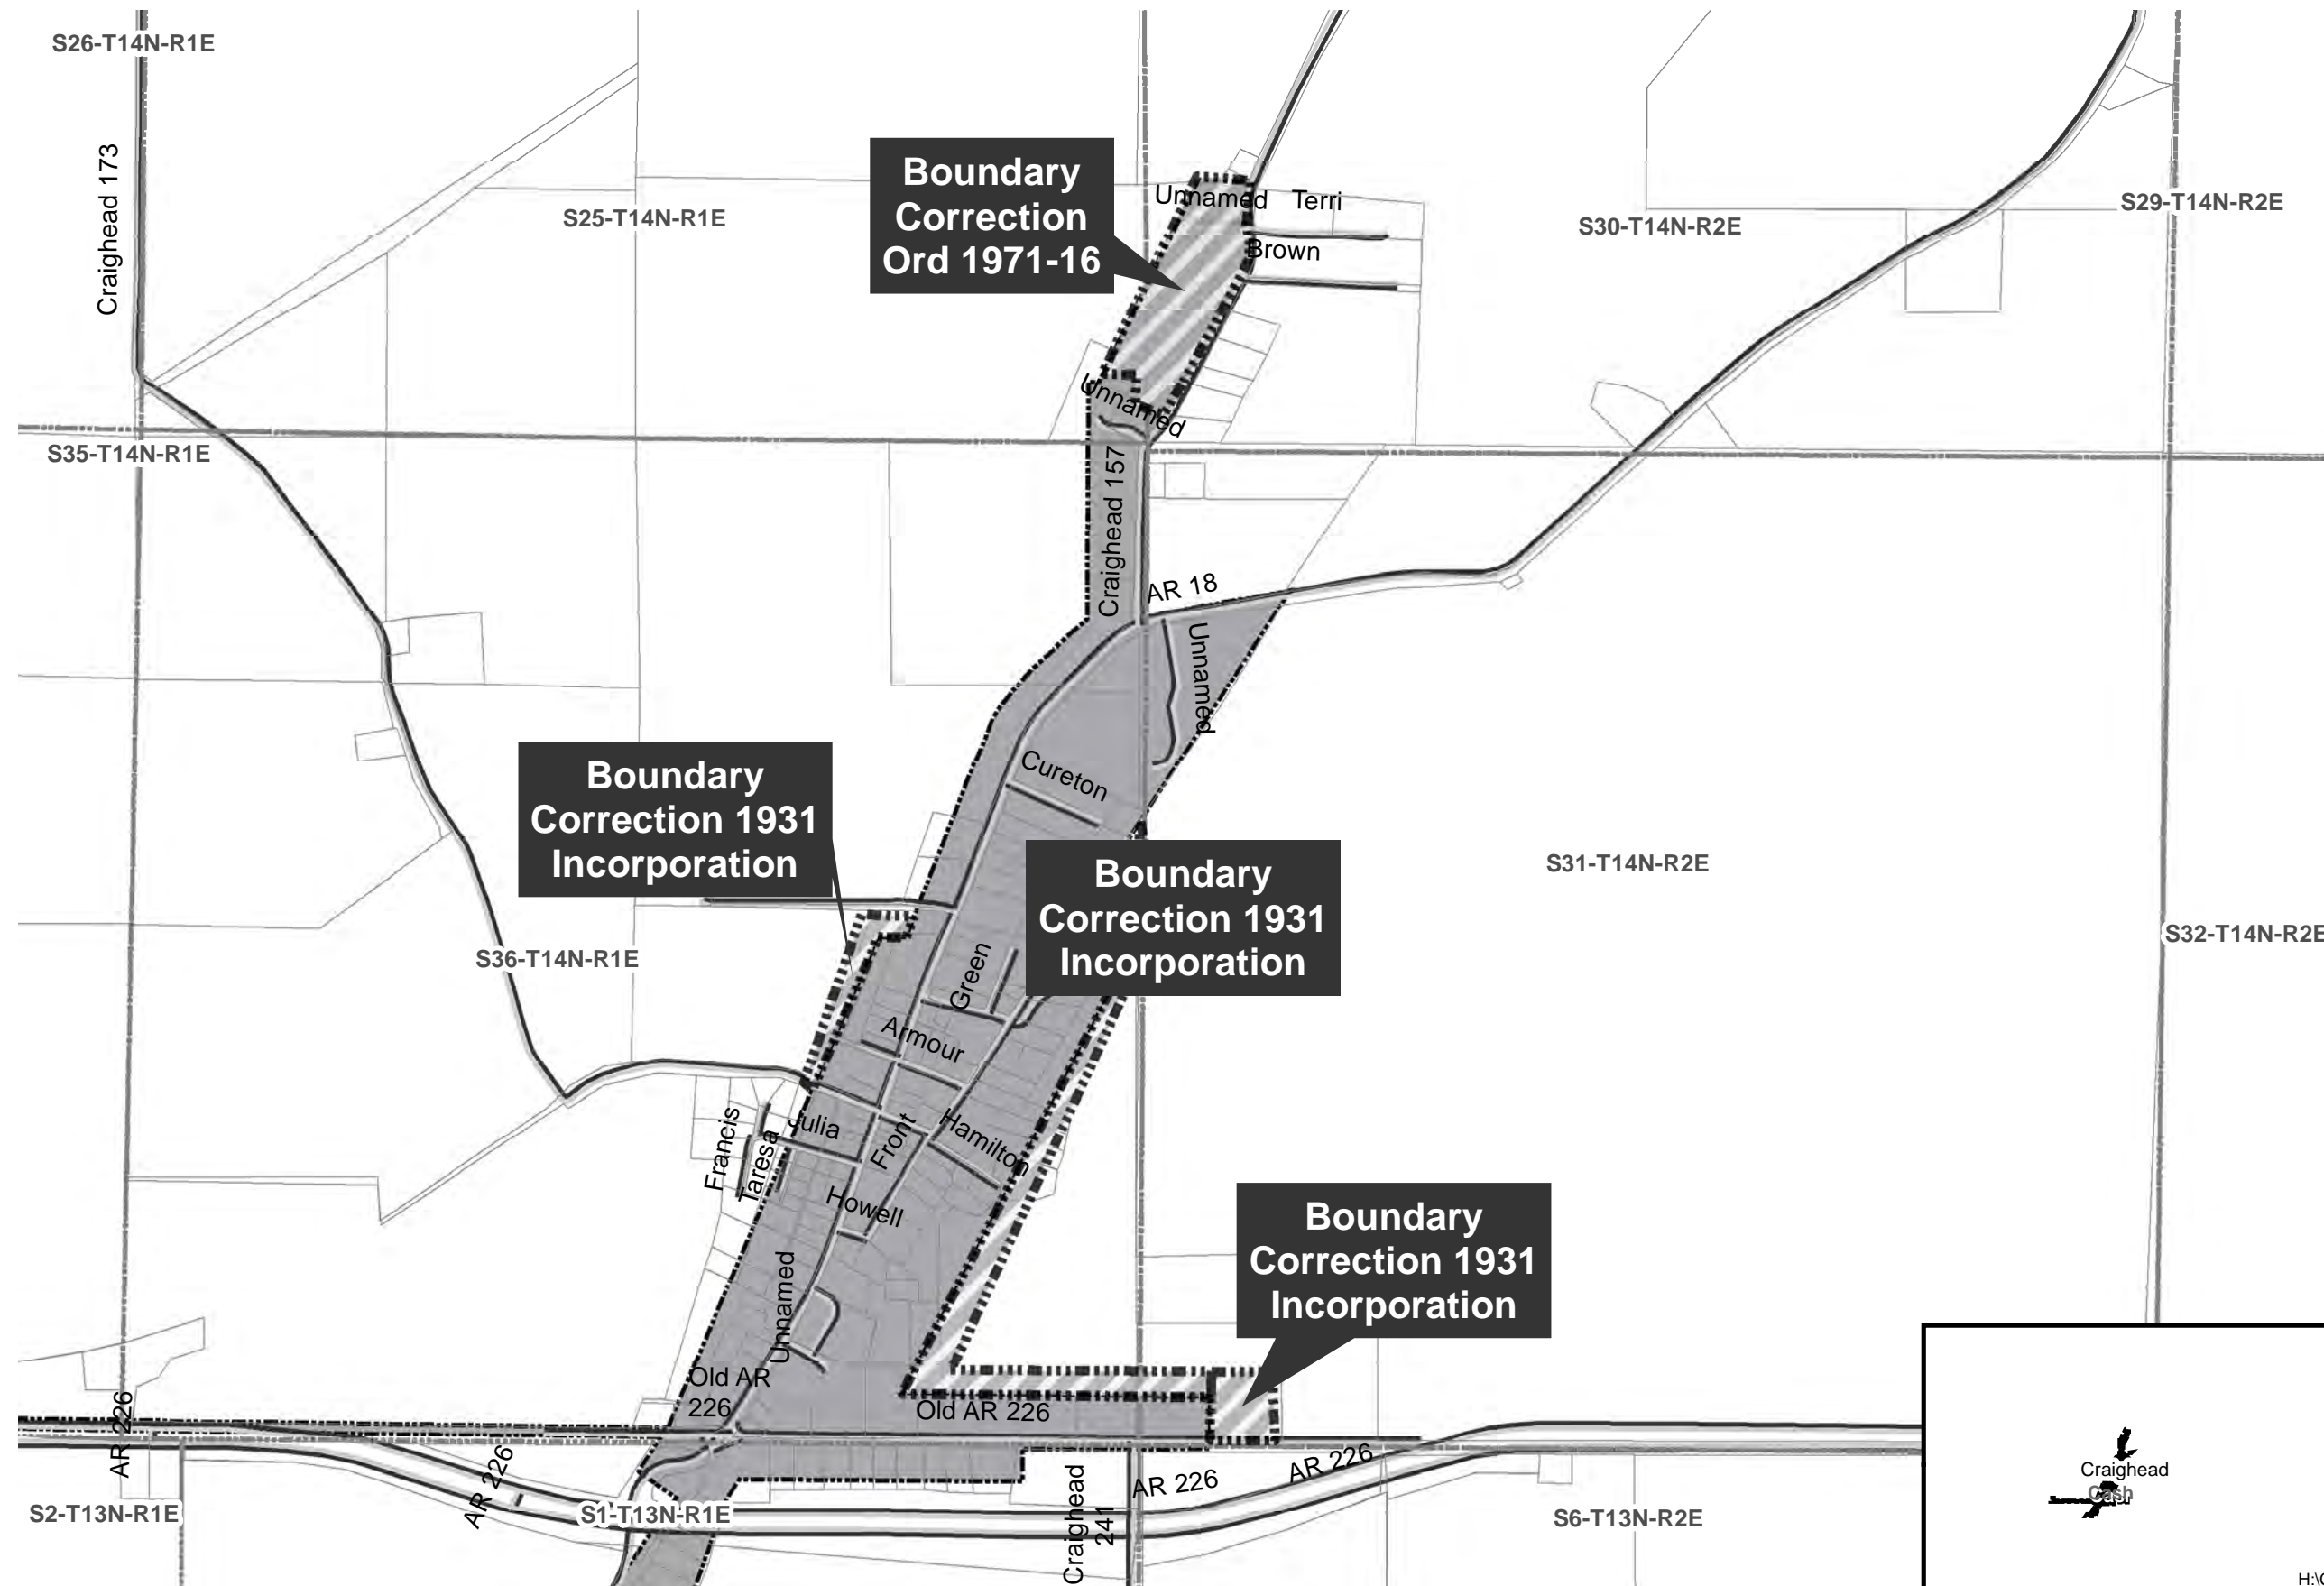 S26-T14N-R1E
Craighead 173
S25-T14N-R1E
Boundary
Correction
Ord 1971-16
Unnamed
Terri
Brown
S30-T14N-R2E
S29-T14N-R2E
Unnamed
S35-T14N-R1E
Craighead 157
AR 18
Unnamed
Cureton
Boundary
Correction 1931
Incorporation
Boundary
Correction 1931
Incorporation
S31-T14N-R2E
S32-T14N-R2E
S36-T14N-R1E
Green
Armour
Francis
Taresa
Julia
Front
Hamilton
Howell
Unnamed
Boundary
Correction 1931
Incorporation
Old AR
226
Old AR 226
AR 226
AR 226
AR 226
AR 226
Craighead
241
S2-T13N-R1E
S1-T13N-R1E
S6-T13N-R2E
Craighead
Cash